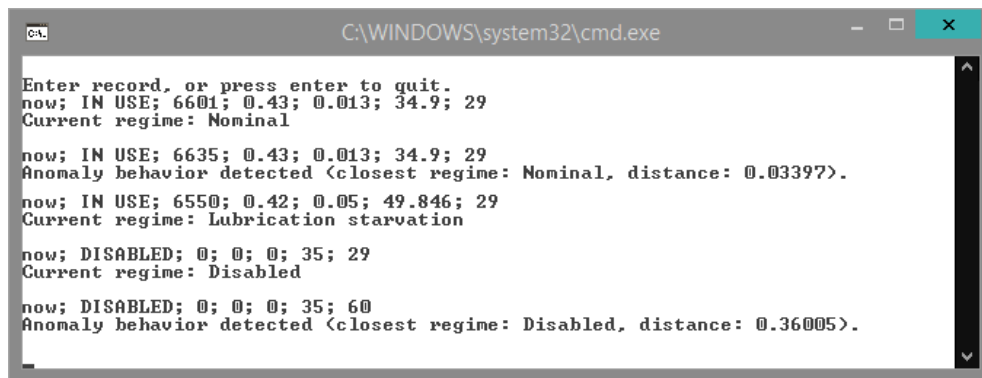 C:\WINDOWS\system32\cmd.exe
Enter record, or press enter to quit.
now; IN USE; 6601; 0.43; 0.013; 34.9; 29
Current regime: Nominal
now; IN USE; 6635; 0.43; 0.013; 34.9; 29
Anomaly behavior detected (closest regime: Nominal, distance: 0.03397).
now; IN USE; 6550; 0.42; 0.05; 49.846; 29
Current regime: Lubrication starvation
now; DISABLED; 0; 0; 0; 35; 29
Current regime: Disabled
now; DISABLED; 0; 0; 0; 35; 60
Anomaly behavior detected (closest regime: Disabled, distance: 0.36005).